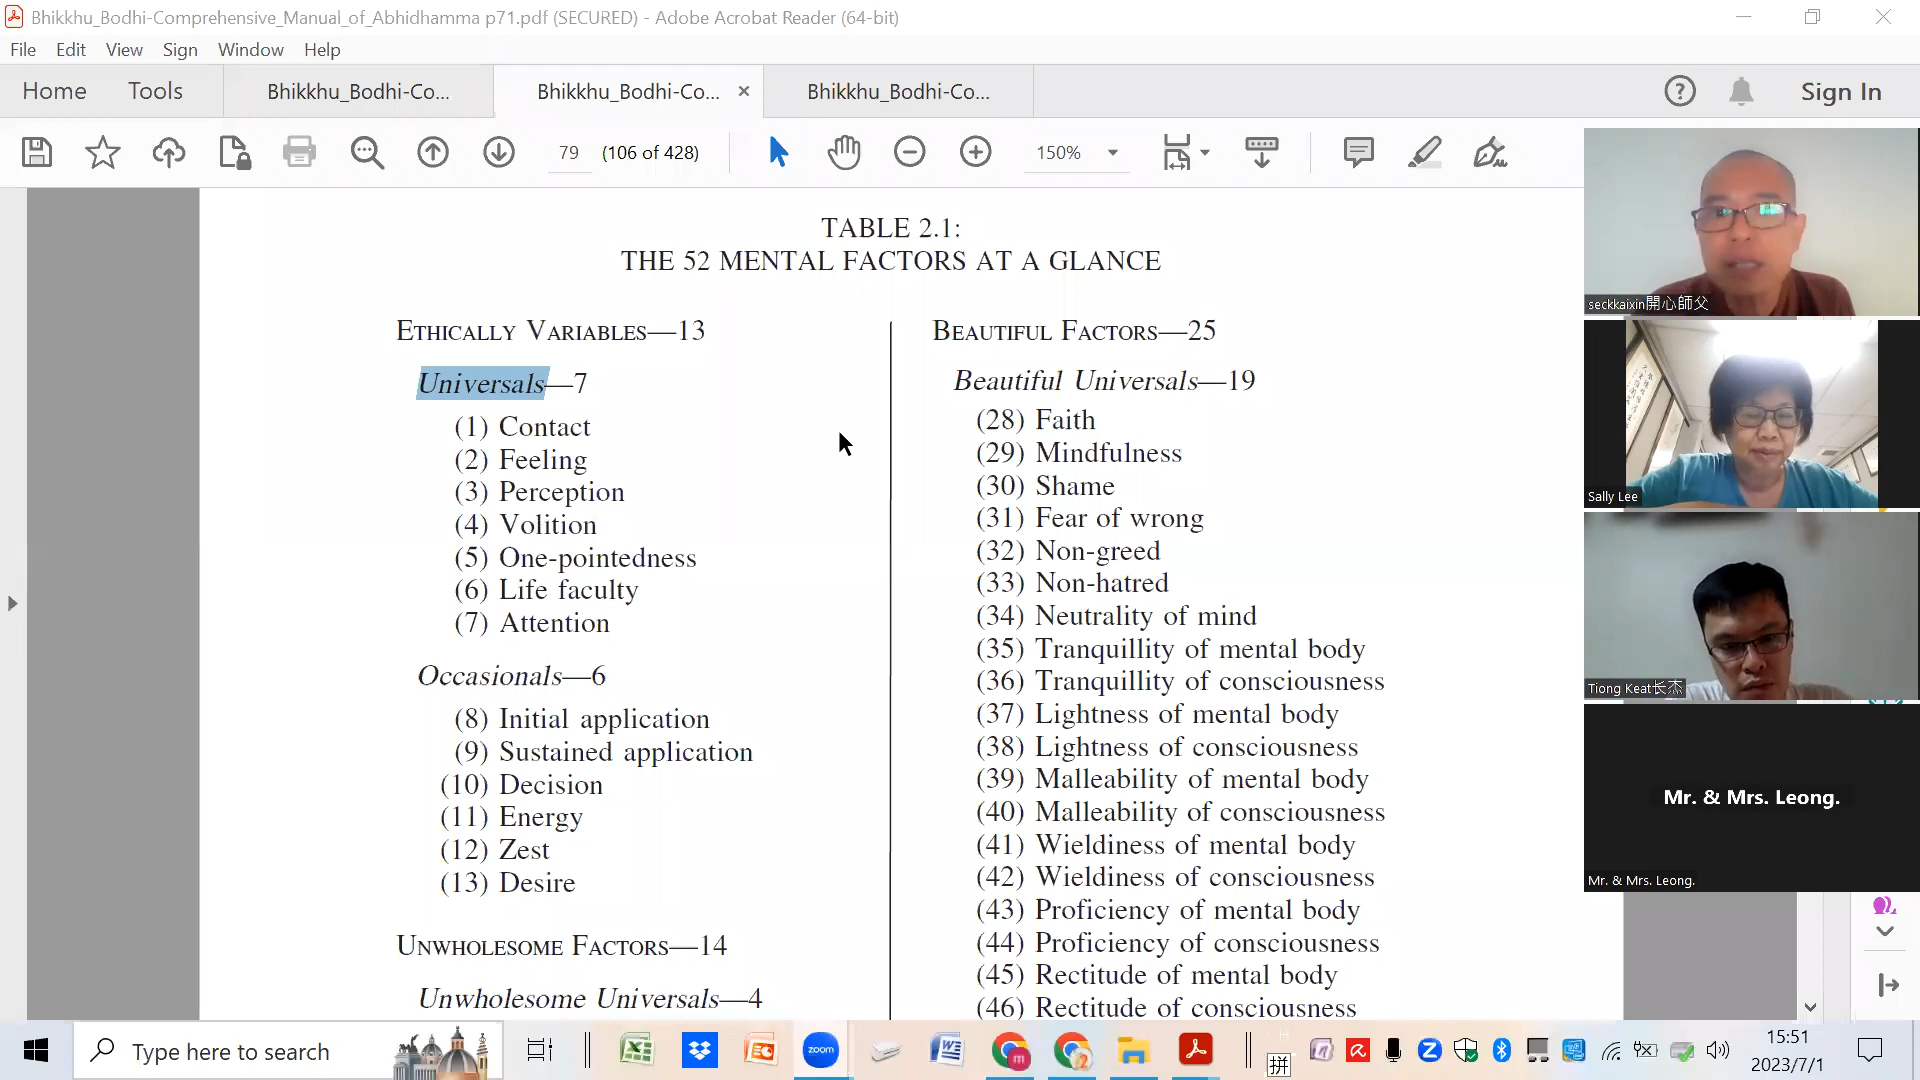 Bhikkhu_Bodhi-Comprehensive_Manual_of_Abhidhamma p71.pdf (SECURED) - Adobe Acrobat Reader (64-bit)
File Edit View Sign Window Help
Home Tools Bhikkhu_Bodhi-Co... Bhikkhu_Bodhi-Co... Bhikkhu_Bodhi-Co... Sign In
79 (106 of 428) 150%
TABLE 2.1:
THE 52 MENTAL FACTORS AT A GLANCE
ETHICALLY VARIABLES—13
Universals—7
(1) Contact
(2) Feeling
(3) Perception
(4) Volition
(5) One-pointedness
(6) Life faculty
(7) Attention
Occasionals—6
(8) Initial application
(9) Sustained application
(10) Decision
(11) Energy
(12) Zest
(13) Desire
UNWHOLESOME FACTORS—14
Unwholesome Universals—4
BEAUTIFUL FACTORS—25
Beautiful Universals—19
(28) Faith
(29) Mindfulness
(30) Shame
(31) Fear of wrong
(32) Non-greed
(33) Non-hatred
(34) Neutrality of mind
(35) Tranquillity of mental body
(36) Tranquillity of consciousness
(37) Lightness of mental body
(38) Lightness of consciousness
(39) Malleability of mental body
(40) Malleability of consciousness
(41) Wieldiness of mental body
(42) Wieldiness of consciousness
(43) Proficiency of mental body
(44) Proficiency of consciousness
(45) Rectitude of mental body
(46) Rectitude of consciousness
seckkaixin開心師父
Sally Lee
Tiong Keat长杰
Mr. & Mrs. Leong.
Mr. & Mrs. Leong.
Type here to search
zoom
拼
15:51
2023/7/1